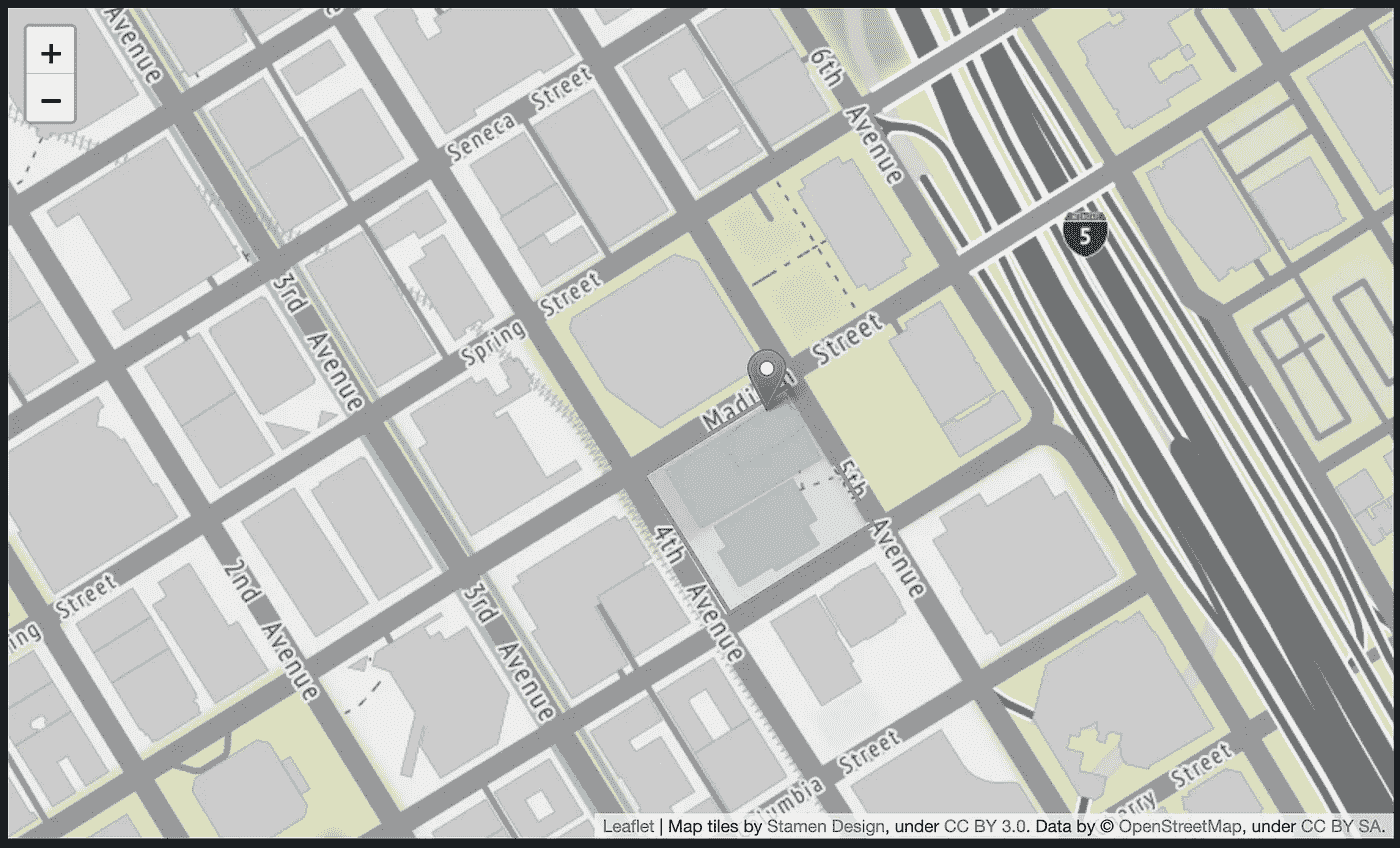 +
−
Avenue
6th Avenue
Seneca Street
5
3rd Avenue
Spring Street
Street
5th Avenue
4th Avenue
Street
2nd Avenue
3rd Avenue
Street
Street
Leaflet | Map tiles by Stamen Design, under CC BY 3.0. Data by © OpenStreetMap, under CC BY SA.